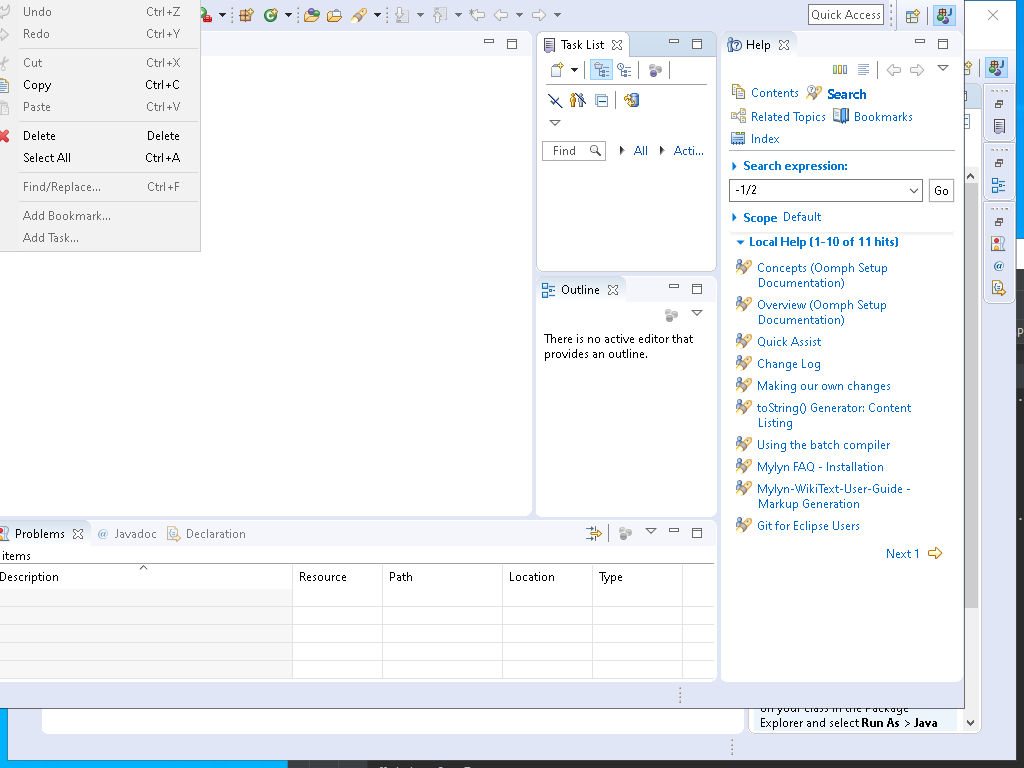 Undo Ctrl+Z
Redo Ctrl+Y
Cut Ctrl+X
Copy Ctrl+C
Paste Ctrl+V
Delete Delete
Select All Ctrl+A
Find/Replace... Ctrl+F
Add Bookmark...
Add Task...
Quick Access
Task List
Find
All
Acti...
Outline
There is no active editor that
provides an outline.
Help
Contents Search
Related Topics Bookmarks
Index
Search expression:
-1/2
Go
Scope Default
Local Help (1-10 of 11 hits)
Concepts (Oomph Setup
Documentation)
Overview (Oomph Setup
Documentation)
Quick Assist
Change Log
Making our own changes
toString() Generator: Content
Listing
Using the batch compiler
Mylyn FAQ - Installation
Mylyn-WikiText-User-Guide -
Markup Generation
Git for Eclipse Users
Next 1
Problems @ Javadoc Declaration
items
Description Resource Path Location Type
on your class in the Package
Explorer and select Run As > Java